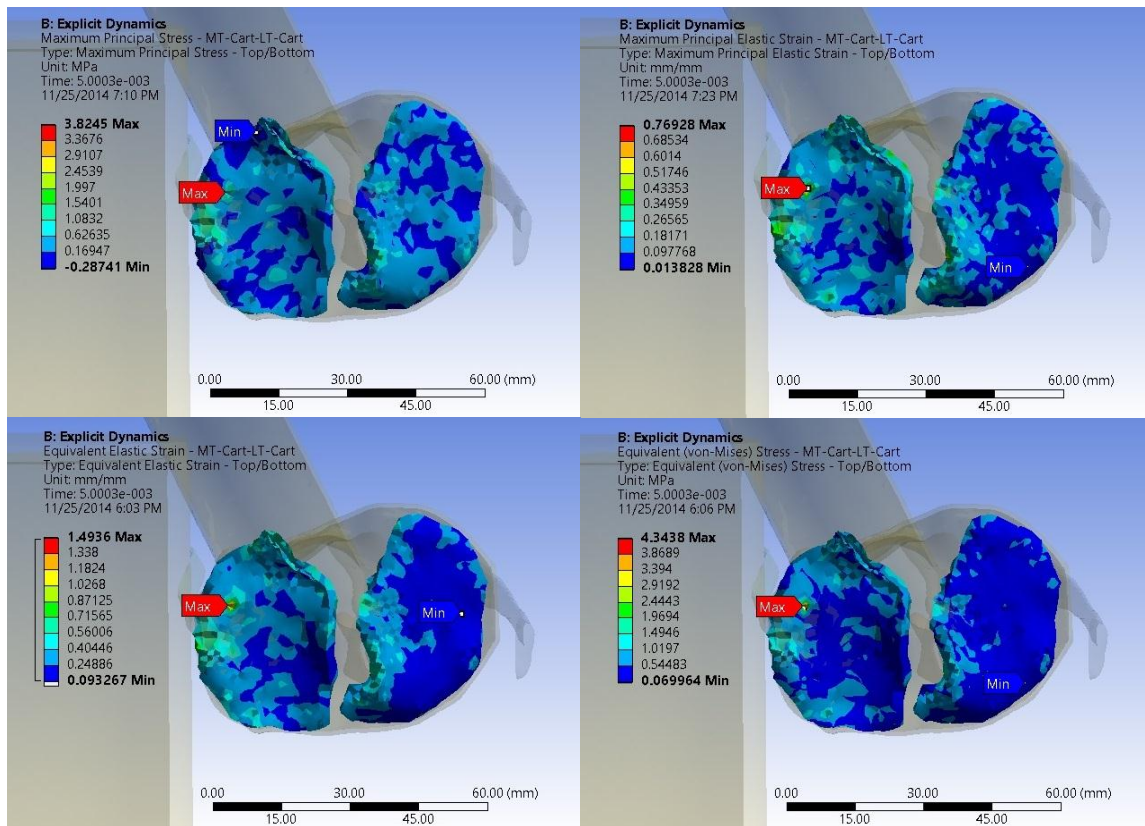 B: Explicit Dynamics
Maximum Principal Stress - MT-Cart-LT-Cart
Type: Maximum Principal Stress - Top/Bottom
Unit: MPa
Time: 5.0003e-003
11/25/2014 7:10 PM
3.8245 Max
3.3676
2.9107
2.4539
1.997
1.5401
1.0832
0.62635
0.16947
-0.28741 Min
Min
Max
0.00 30.00 60.00 (mm)
15.00 45.00
B: Explicit Dynamics
Maximum Principal Elastic Strain - MT-Cart-LT-Cart
Type: Maximum Principal Elastic Strain - Top/Bottom
Unit: mm/mm
Time: 5.0003e-003
11/25/2014 7:23 PM
0.76928 Max
0.68534
0.6014
0.51746
0.43353
0.34959
0.26565
0.18171
0.097768
0.013828 Min
Max
Min
0.00 30.00 60.00 (mm)
15.00 45.00
B: Explicit Dynamics
Equivalent Elastic Strain - MT-Cart-LT-Cart
Type: Equivalent Elastic Strain - Top/Bottom
Unit: mm/mm
Time: 5.0003e-003
11/25/2014 6:03 PM
1.4936 Max
1.338
1.1824
1.0268
0.87125
0.71565
0.56006
0.40446
0.24886
0.093267 Min
Max
Min
0.00 30.00 60.00 (mm)
15.00 45.00
B: Explicit Dynamics
Equivalent (von-Mises) Stress - MT-Cart-LT-Cart
Type: Equivalent (von-Mises) Stress - Top/Bottom
Unit: MPa
Time: 5.0003e-003
11/25/2014 6:06 PM
4.3438 Max
3.8689
3.394
2.9192
2.4443
1.9694
1.4946
1.0197
0.54483
0.069964 Min
Max
Min
0.00 30.00 60.00 (mm)
15.00 45.00